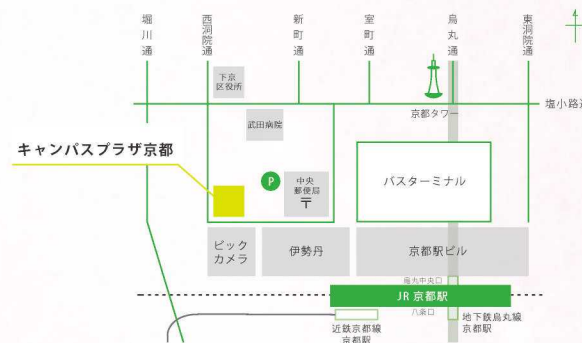 堀川通
西洞院通
新町通
室町通
烏丸通
東洞院通
下京
区役所
京都タワー
塩小路通
武田病院
キャンパスプラザ京都
P
中央
郵便局
〒
バスターミナル
ビック
カメラ
伊勢丹
京都駅ビル
烏丸中央口
JR 京都駅
八条口
近鉄京都線
京都駅
地下鉄烏丸線
京都駅